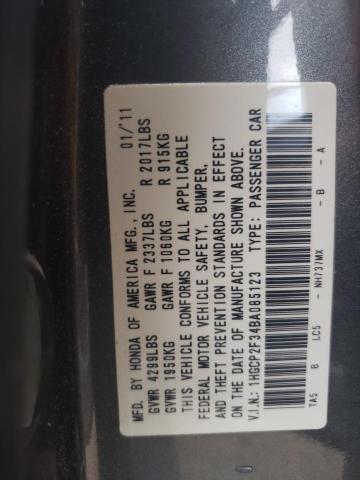 MFD. BY HONDA OF AMERICA MFG., INC. 01/'11
GVWR 4299LBS GAWR F 2337LBS R 2017LBS
GVWR 1950KG GAWR F 1060KG R 915KG
THIS VEHICLE CONFORMS TO ALL APPLICABLE
FEDERAL MOTOR VEHICLE SAFETY, BUMPER,
AND THEFT PREVENTION STANDARDS IN EFFECT
ON THE DATE OF MANUFACTURE SHOWN ABOVE.
V.I.N.: 1HGCP2F34BA065123 TYPE: PASSENGER CAR
TA5 B LC5 - NH737MX - B - A